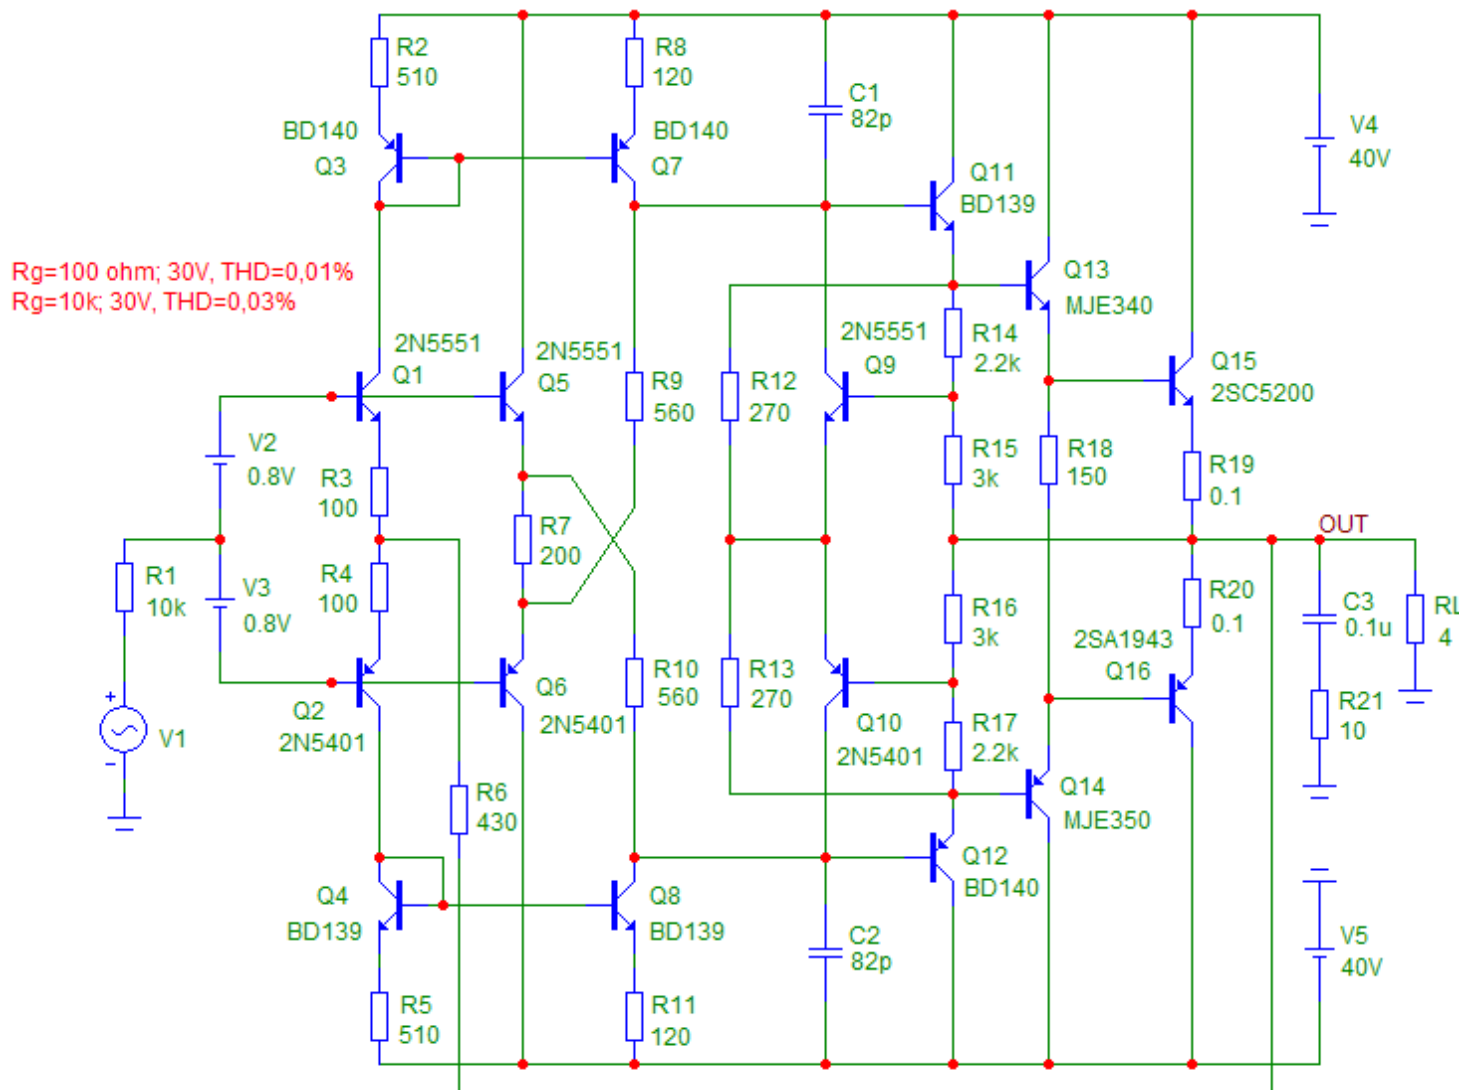 R2
510
R8
120
C1
82p
V4
40V
BD140
Q3
BD140
Q7
Q11
BD139
Rg=100 ohm; 30V, THD=0,01%
Rg=10k; 30V, THD=0,03%
Q13
MJE340
2N5551
Q1
2N5551
Q5
R9
560
R12
270
2N5551
Q9
R14
2.2k
Q15
2SC5200
V2
0.8V
R3
100
R7
200
R15
3k
R18
150
R19
0.1
OUT
R1
10k
V3
0.8V
R4
100
R10
560
R13
270
R16
3k
R20
0.1
C3
0.1u
RL
4
2SA1943
Q16
+
V1
-
Q2
2N5401
Q6
2N5401
Q10
2N5401
R17
2.2k
R21
10
R6
430
Q14
MJE350
Q4
BD139
Q8
BD139
Q12
BD140
C2
82p
V5
40V
R5
510
R11
120